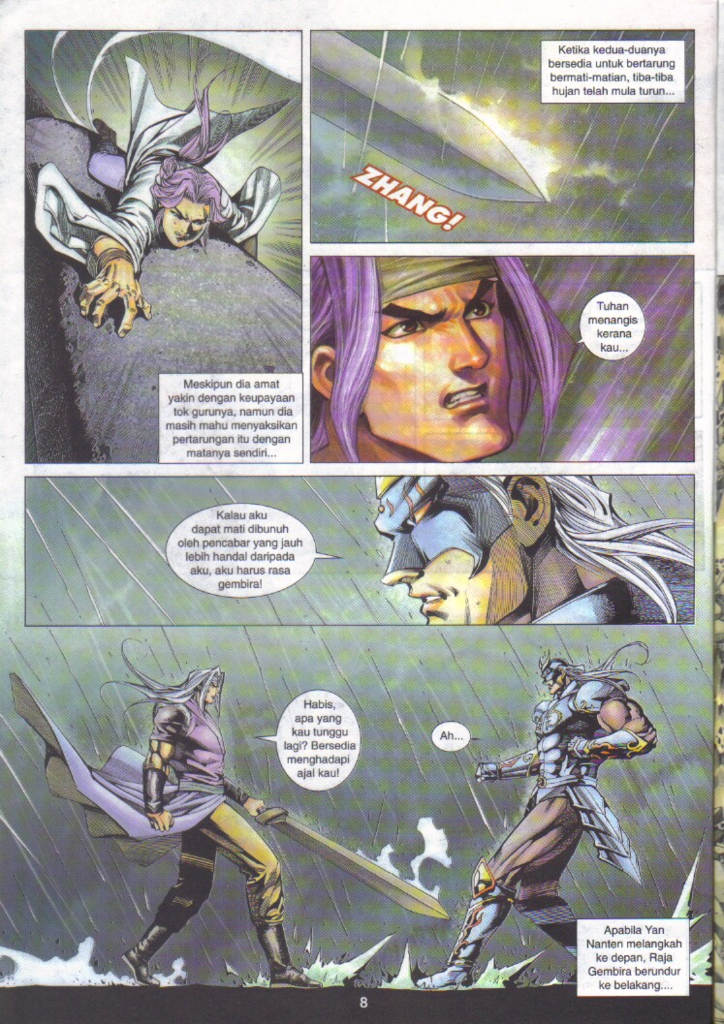 Meskipun dia amat
yakin dengan keupayaan
tok gurunya, namun dia
masih mahu menyaksikan
pertarungan itu dengan
matanya sendiri...
Ketika kedua-duanya
bersedia untuk bertarung
bermati-matian, tiba-tiba
hujan telah mula turun...
ZHANG!
Tuhan
menangis
kerana
kau...
Kalau aku
dapat mati dibunuh
oleh pencabar yang jauh
lebih handal daripada
aku, aku harus rasa
gembira!
Habis,
apa yang
kau tunggu
lagi? Bersedia
menghadapi
ajal kau!
Ah...
Apabila Yan
Nanten melangkah
ke depan, Raja
Gembira berundur
ke belakang....
8